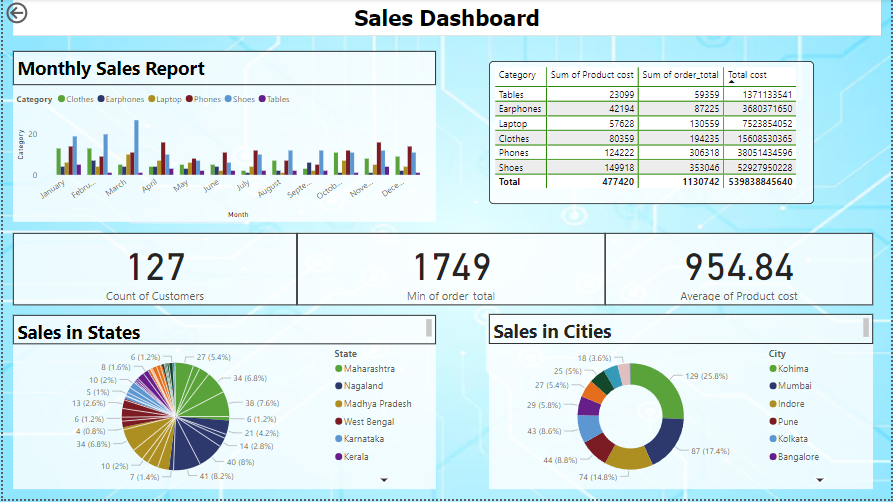 Sales Dashboard
Monthly Sales Report
Category Clothes Earphones Laptop Phones Shoes Tables
Category
20
0
January Febru... March April May June July August Septe... Octob... Nove... Dece...
Month
Category Sum of Product cost Sum of order_total Total cost
Tables 23099 59359 1371133541
Earphones 42194 87225 3680371650
Laptop 57628 130559 7523854052
Clothes 80359 194235 15608530365
Phones 124222 306318 38051434596
Shoes 149918 353046 52927950228
Total 477420 1130742 539838845640
127
Count of Customers
1749
Min of order_total
954.84
Average of Product cost
Sales in States
6 (1.2%)
8 (1.6%)
10 (2%)
5 (1%)
13 (2.6%)
6 (1.2%)
4 (0.8%)
34 (6.8%)
10 (2%)
7 (1.4%)
27 (5.4%)
34 (6.8%)
38 (7.6%)
6 (1.2%)
21 (4.2%)
14 (2.8%)
40 (8%)
41 (8.2%)
State
Maharashtra
Nagaland
Madhya Pradesh
West Bengal
Karnataka
Kerala
Sales in Cities
18 (3.6%)
25 (5%)
27 (5.4%)
29 (5.8%)
43 (8.6%)
44 (8.8%)
74 (14.8%)
129 (25.8%)
87 (17.4%)
City
Kohima
Mumbai
Indore
Pune
Kolkata
Bangalore